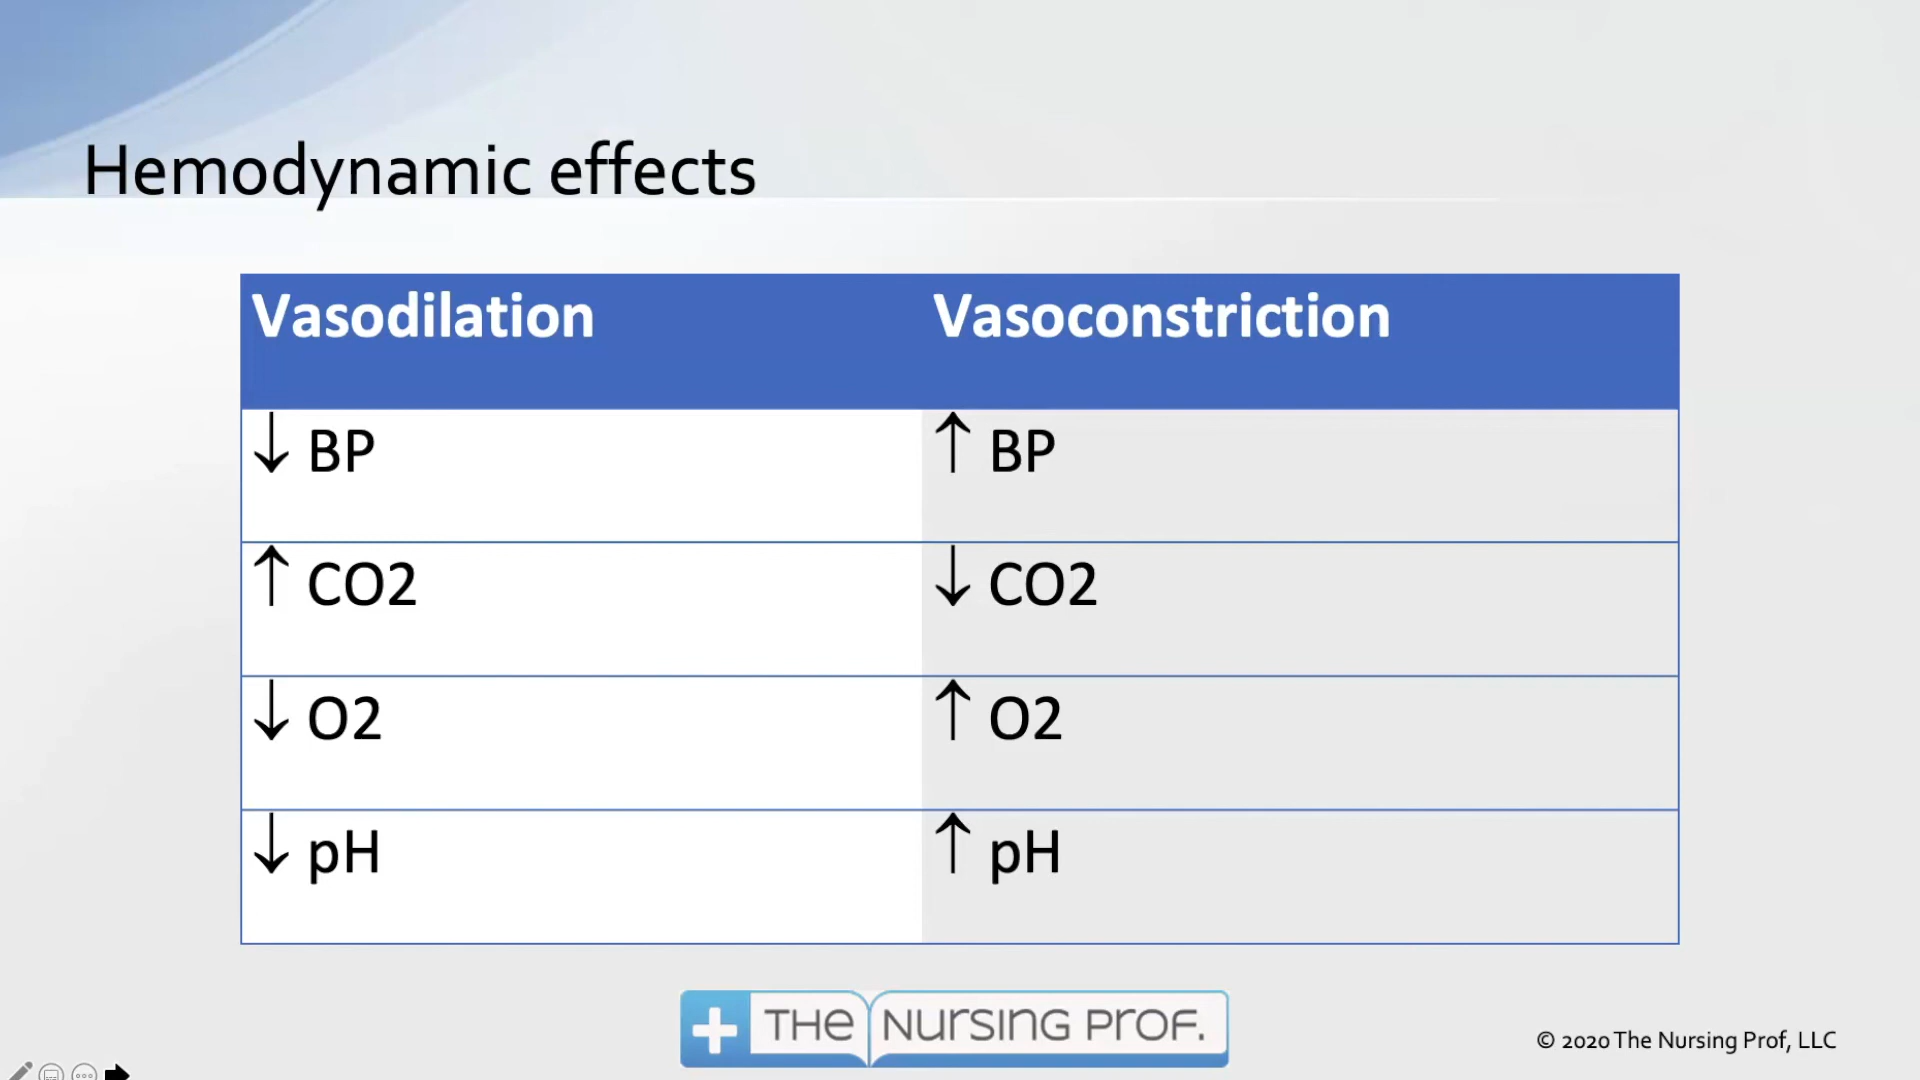 Hemodynamic effects
Vasodilation Vasoconstriction
↓ BP ↑ BP
↑ CO2 ↓ CO2
↓ O2 ↑ O2
↓ pH ↑ pH
THE NURSING PROF.
© 2020 The Nursing Prof, LLC